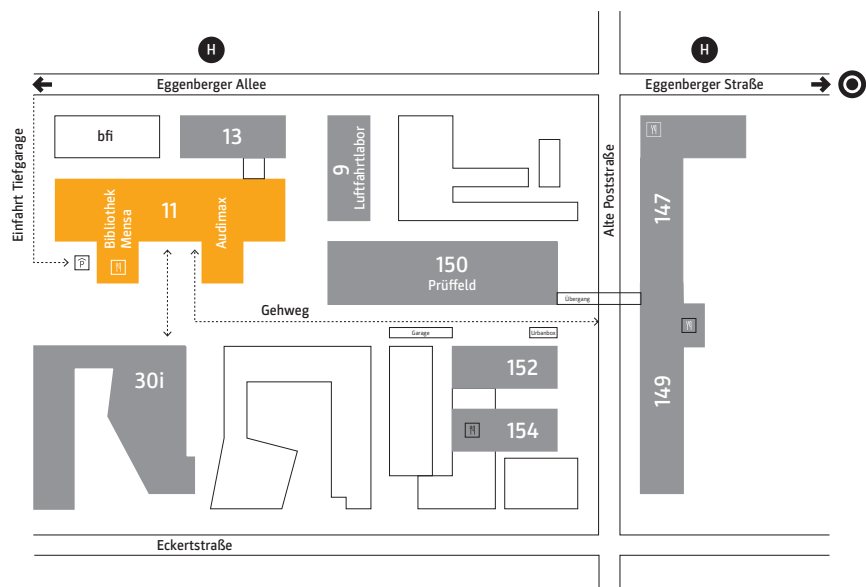 H
H
Eggenberger Allee
Eggenberger Straße
Einfahrt Tiefgarage
bfi
13
9
Luftfahrtlabor
Alte Poststraße
147
11
Bibliothek
Mensa
Audimax
P
150
Prüffeld
Übergang
Gehweg
Garage
Urbanbox
30i
152
154
149
Eckertstraße